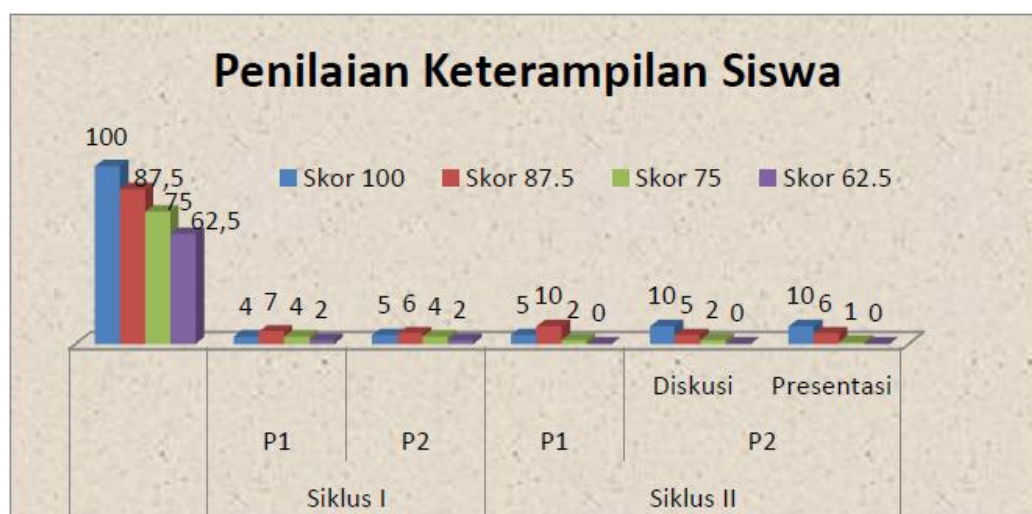 Penilaian Keterampilan Siswa
100
87,5
75
62,5
Skor 100 Skor 87.5 Skor 75 Skor 62.5
4 7 4 2 5 6 4 2 5 10 2 0 10 5 2 0 10 6 1 0
Diskusi Presentasi
P1 P2 P1 P2
Siklus I Siklus II